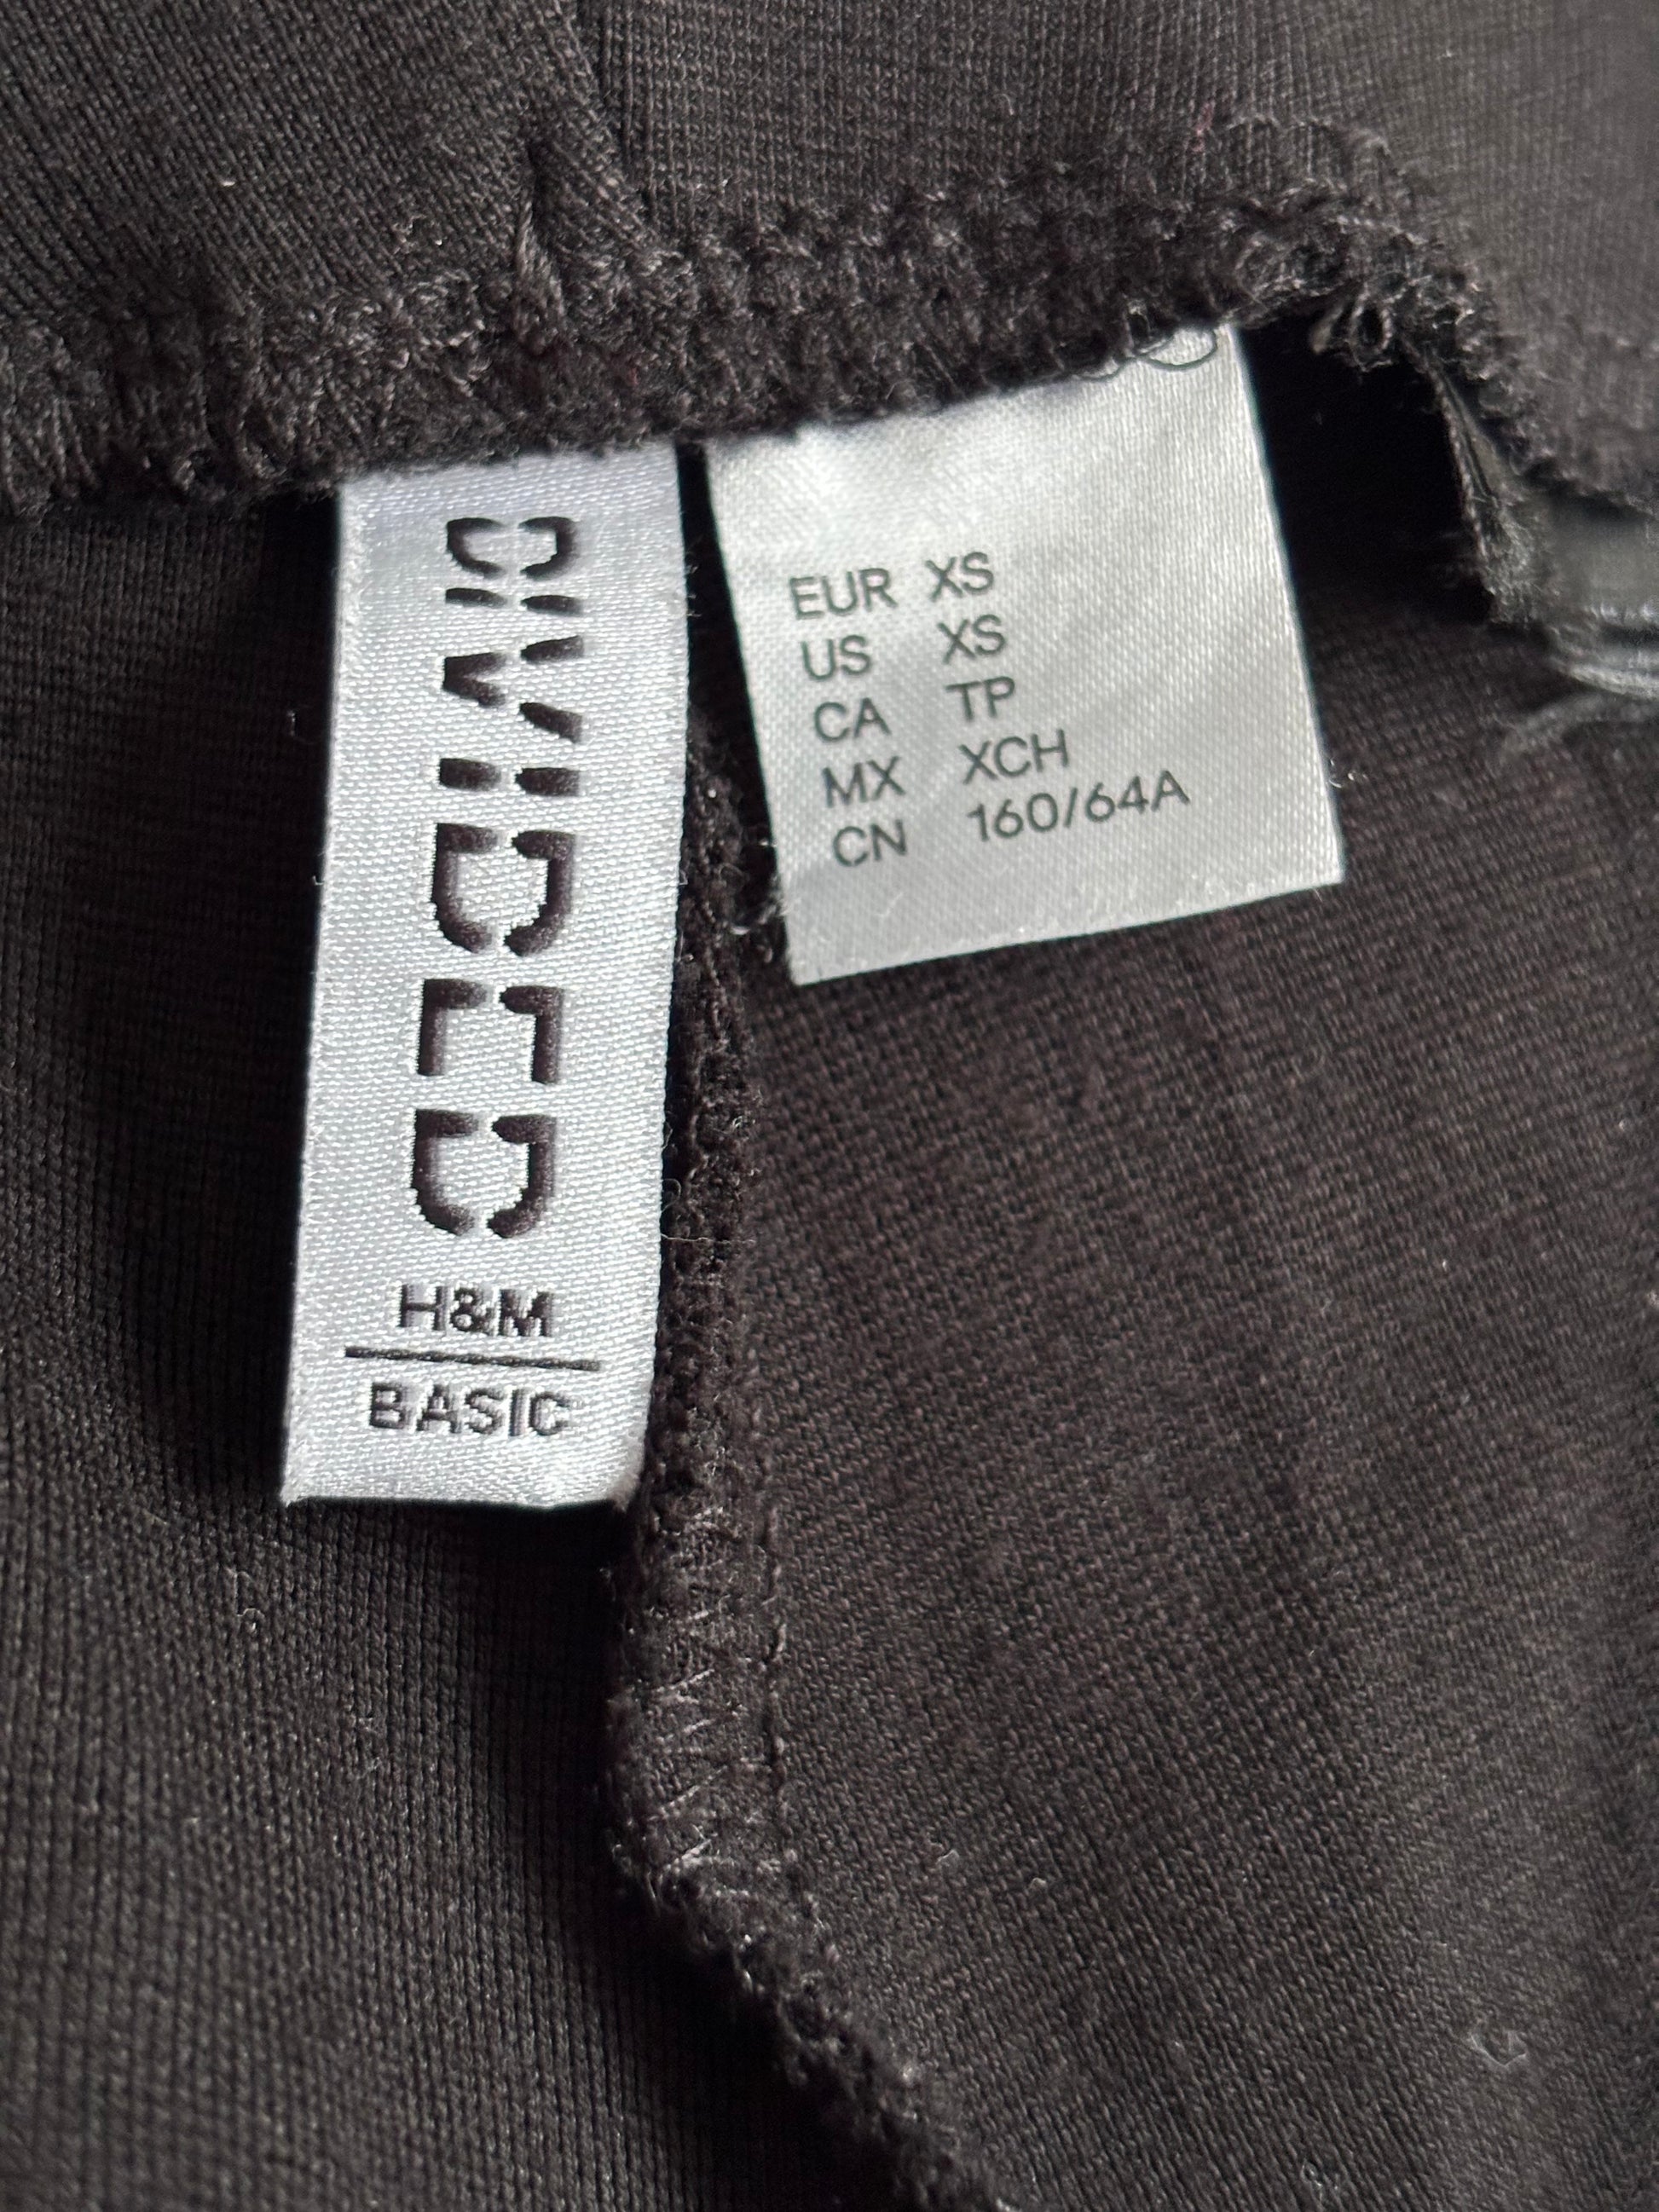 DIVIDED
H&M
BASIC
EUR XS
US XS
CA TP
MX XCH
CN 160/64A